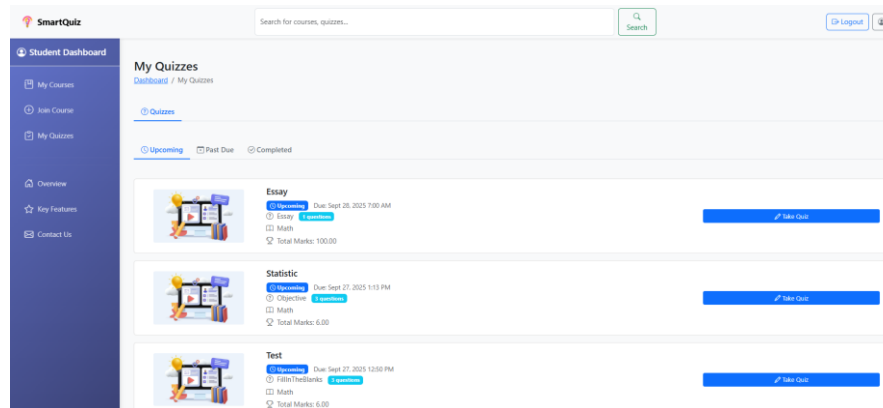 SmartQuiz
Search for courses, quizzes...
Search
Logout
Student Dashboard
My Courses
Join Course
My Quizzes
Overview
Key Features
Contact Us
My Quizzes
Dashboard / My Quizzes
Quizzes
Upcoming Past Due Completed
Essay
Upcoming Due: Sept 28, 2025 7:00 AM
Essay 3 questions
Math
Total Marks: 100.00
Take Quiz
Statistic
Upcoming Due: Sept 27, 2025 1:13 PM
Objective 3 questions
Math
Total Marks: 6.00
Take Quiz
Test
Upcoming Due: Sept 27, 2025 12:50 PM
FillInTheBlanks 3 questions
Math
Total Marks: 6.00
Take Quiz